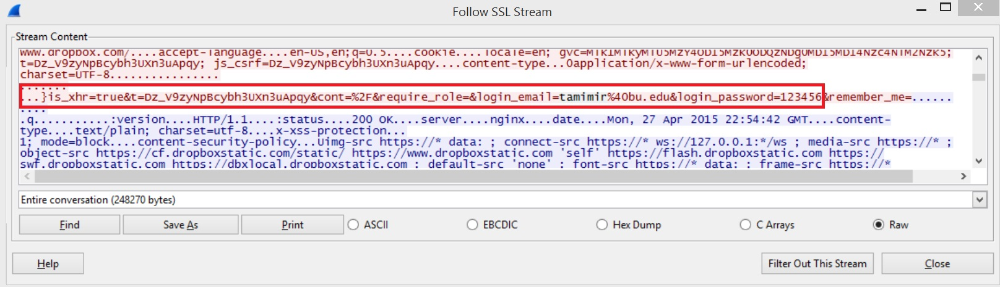 Follow SSL Stream
Stream Content
www.dropbox.com/....accept-language....en-US,en;q=0.5....cookie....locale=en;
t=Dz_V9zyNpBcybh3UXn3uApqy; js_csrf=Dz_V9zyNpBcybh3UXn3uApqy....content-type...0application/x-www-form-urlencoded;
charset=UTF-8................
.......
...}is_xhr=true&t=Dz_V9zyNpBcybh3UXn3uApqy&cont=%2F&require_role=&login_email=tamimir%40bu.edu&login_password=123456&remember_me=......
....
.q...........:version....HTTP/1.1....:status....200 OK....server....nginx....date....Mon, 27 Apr 2015 22:54:42 GMT....content-
type....text/plain; charset=utf-8....x-xss-protection...
1; mode=block....content-security-policy...Uimg-src https://* data: ; connect-src https://* ws://127.0.0.1:*/ws ; media-src https://* ;
object-src https://cf.dropboxstatic.com/static/ https://www.dropboxstatic.com 'self' https://flash.dropboxstatic.com https://
swf.dropboxstatic.com https://dbxlocal.dropboxstatic.com ; default-src 'none' ; font-src https://* data: ; frame-src https://*
Entire conversation (248270 bytes)
Find Save As Print ASCII EBCDIC Hex Dump C Arrays Raw
Help Filter Out This Stream Close